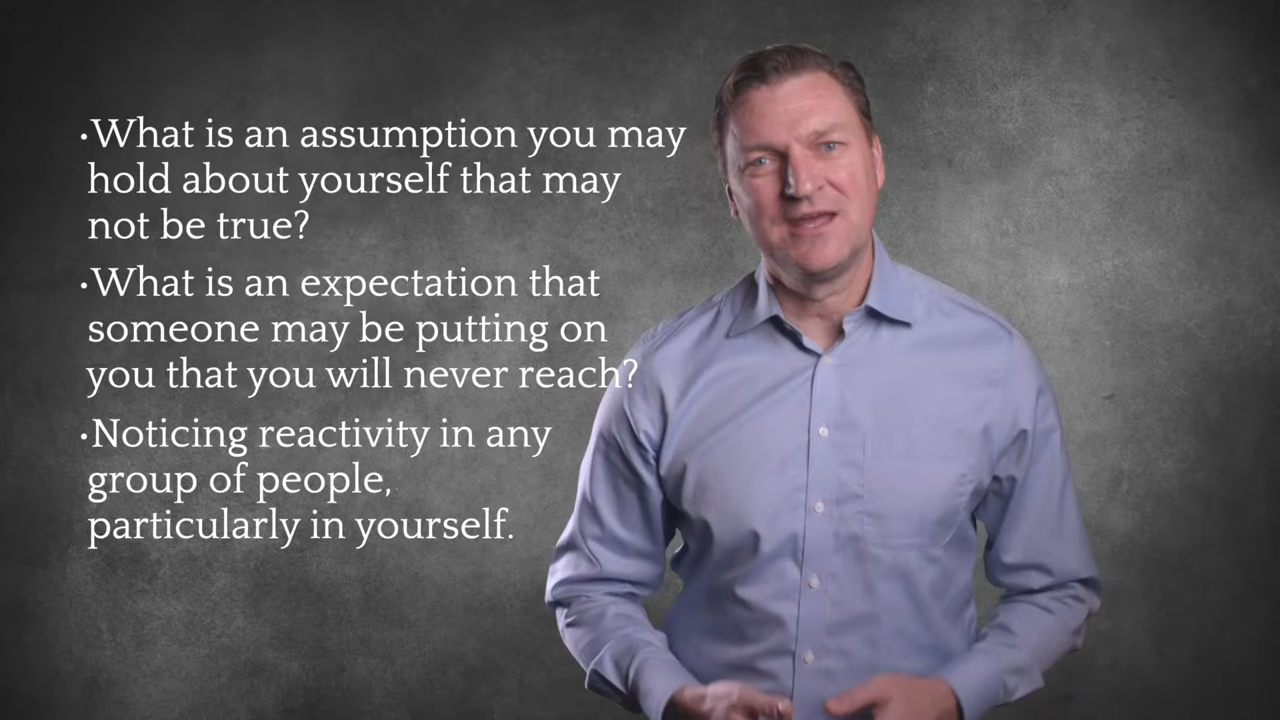 ·What is an assumption you may
hold about yourself that may
not be true?
·What is an expectation that
someone may be putting on
you that you will never reach?
·Noticing reactivity in any
group of people,
particularly in yourself.